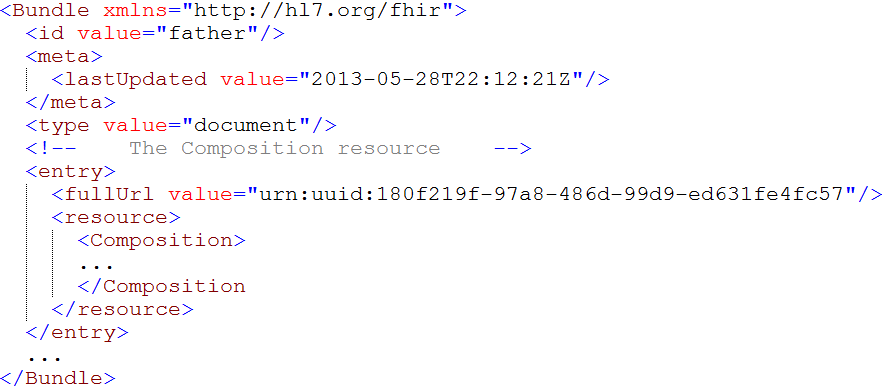 <Bundle xmlns="http://hl7.org/fhir">
<id value="father"/>
<meta>
<lastUpdated value="2013-05-28T22:12:21Z"/>
</meta>
<type value="document"/>
<!-- The Composition resource -->
<entry>
<fullUrl value="urn:uuid:180f219f-97a8-486d-99d9-ed631fe4fc57"/>
<resource>
<Composition>
...
</Composition
</resource>
</entry>
...
</Bundle>